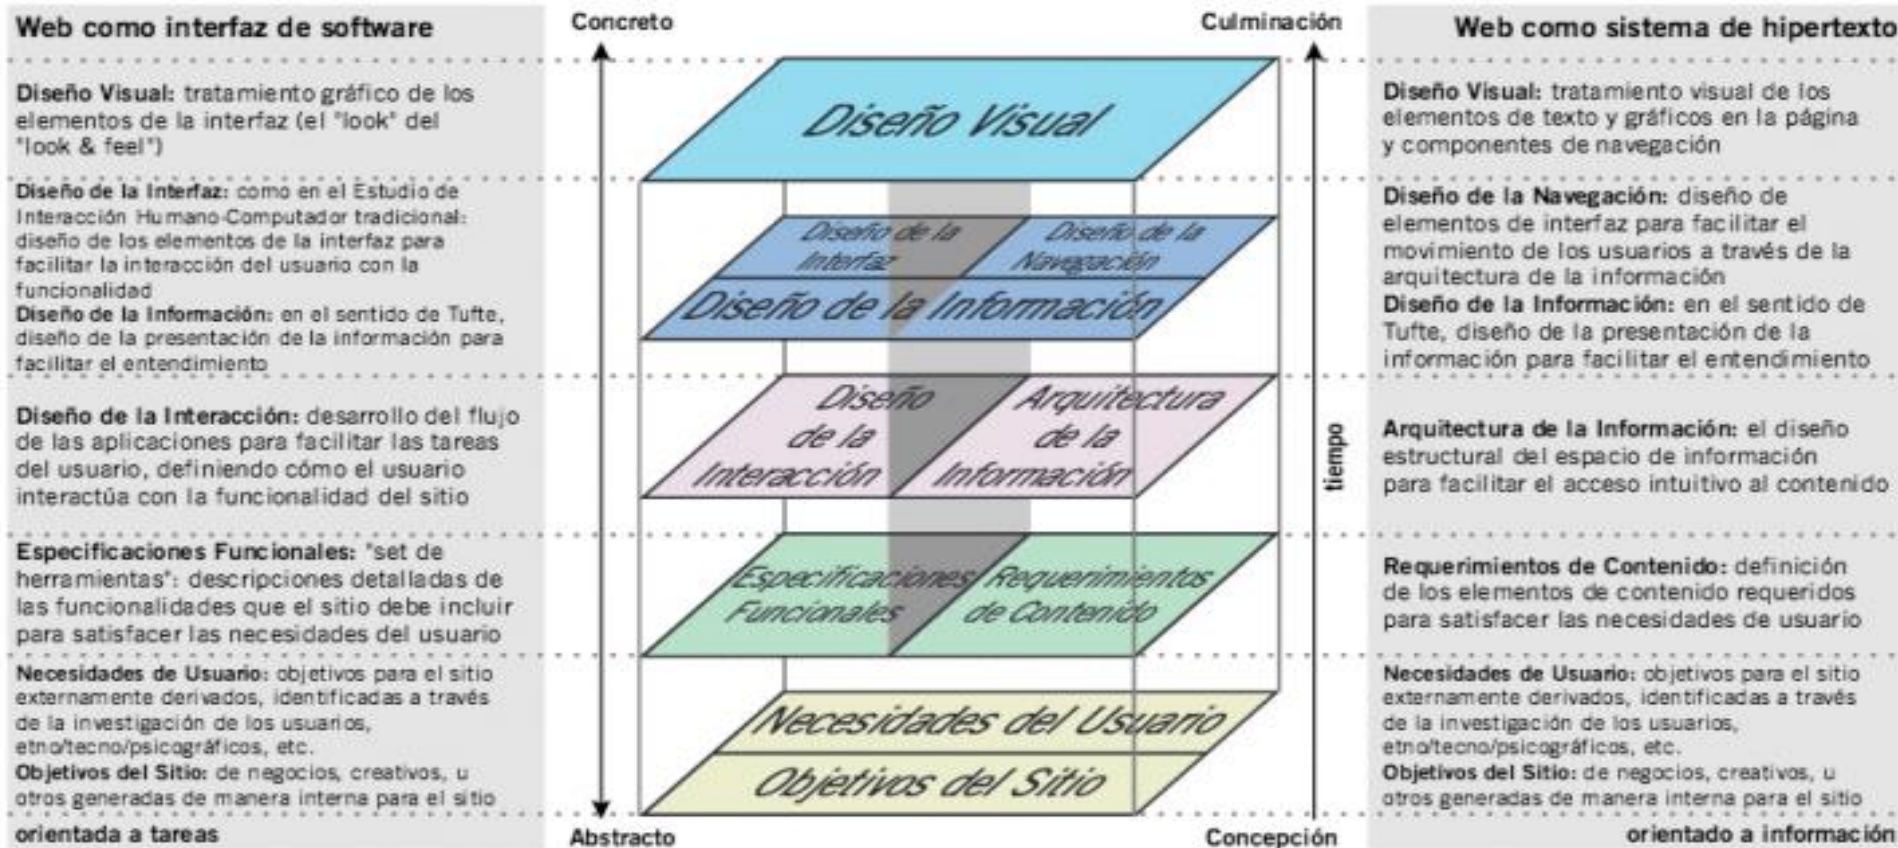 Web como interfaz de software
Diseño Visual: tratamiento gráfico de los
elementos de la interfaz (el "look" del
"look & feel")
Diseño de la Interfaz: como en el Estudio de
Interacción Humano-Computador tradicional:
diseño de los elementos de la interfaz para
facilitar la interacción del usuario con la
funcionalidad
Diseño de la Información: en el sentido de Tufte,
diseño de la presentación de la información para
facilitar el entendimiento
Diseño de la Interacción: desarrollo del flujo
de las aplicaciones para facilitar las tareas
del usuario, definiendo cómo el usuario
interactúa con la funcionalidad del sitio
Especificaciones Funcionales: "set de
herramientas": descripciones detalladas de
las funcionalidades que el sitio debe incluir
para satisfacer las necesidades del usuario
Necesidades de Usuario: objetivos para el sitio
externamente derivados, identificadas a través
de la investigación de los usuarios,
etno/tecno/psicográficos, etc.
Objetivos del Sitio: de negocios, creativos, u
otros generadas de manera interna para el sitio
orientada a tareas
Concreto
Culminación
Diseño Visual
Diseño de la
Interfaz
Diseño de la
Navegación
Diseño de la Información
Diseño
de la
Interacción
Arquitectura
de la
Información
Especificaciones
Funcionales
Requerimientos
de Contenido
Necesidades del Usuario
Objetivos del Sitio
tiempo
Abstracto
Concepción
Web como sistema de hipertexto
Diseño Visual: tratamiento visual de los
elementos de texto y gráficos en la página
y componentes de navegación
Diseño de la Navegación: diseño de
elementos de interfaz para facilitar el
movimiento de los usuarios a través de la
arquitectura de la información
Diseño de la Información: en el sentido de
Tufte, diseño de la presentación de la
información para facilitar el entendimiento
Arquitectura de la Información: el diseño
estructural del espacio de información
para facilitar el acceso intuitivo al contenido
Requerimientos de Contenido: definición
de los elementos de contenido requeridos
para satisfacer las necesidades de usuario
Necesidades de Usuario: objetivos para el sitio
externamente derivados, identificadas a través
de la investigación de los usuarios,
etno/tecno/psicográficos, etc.
Objetivos del Sitio: de negocios, creativos, u
otros generadas de manera interna para el sitio
orientado a información